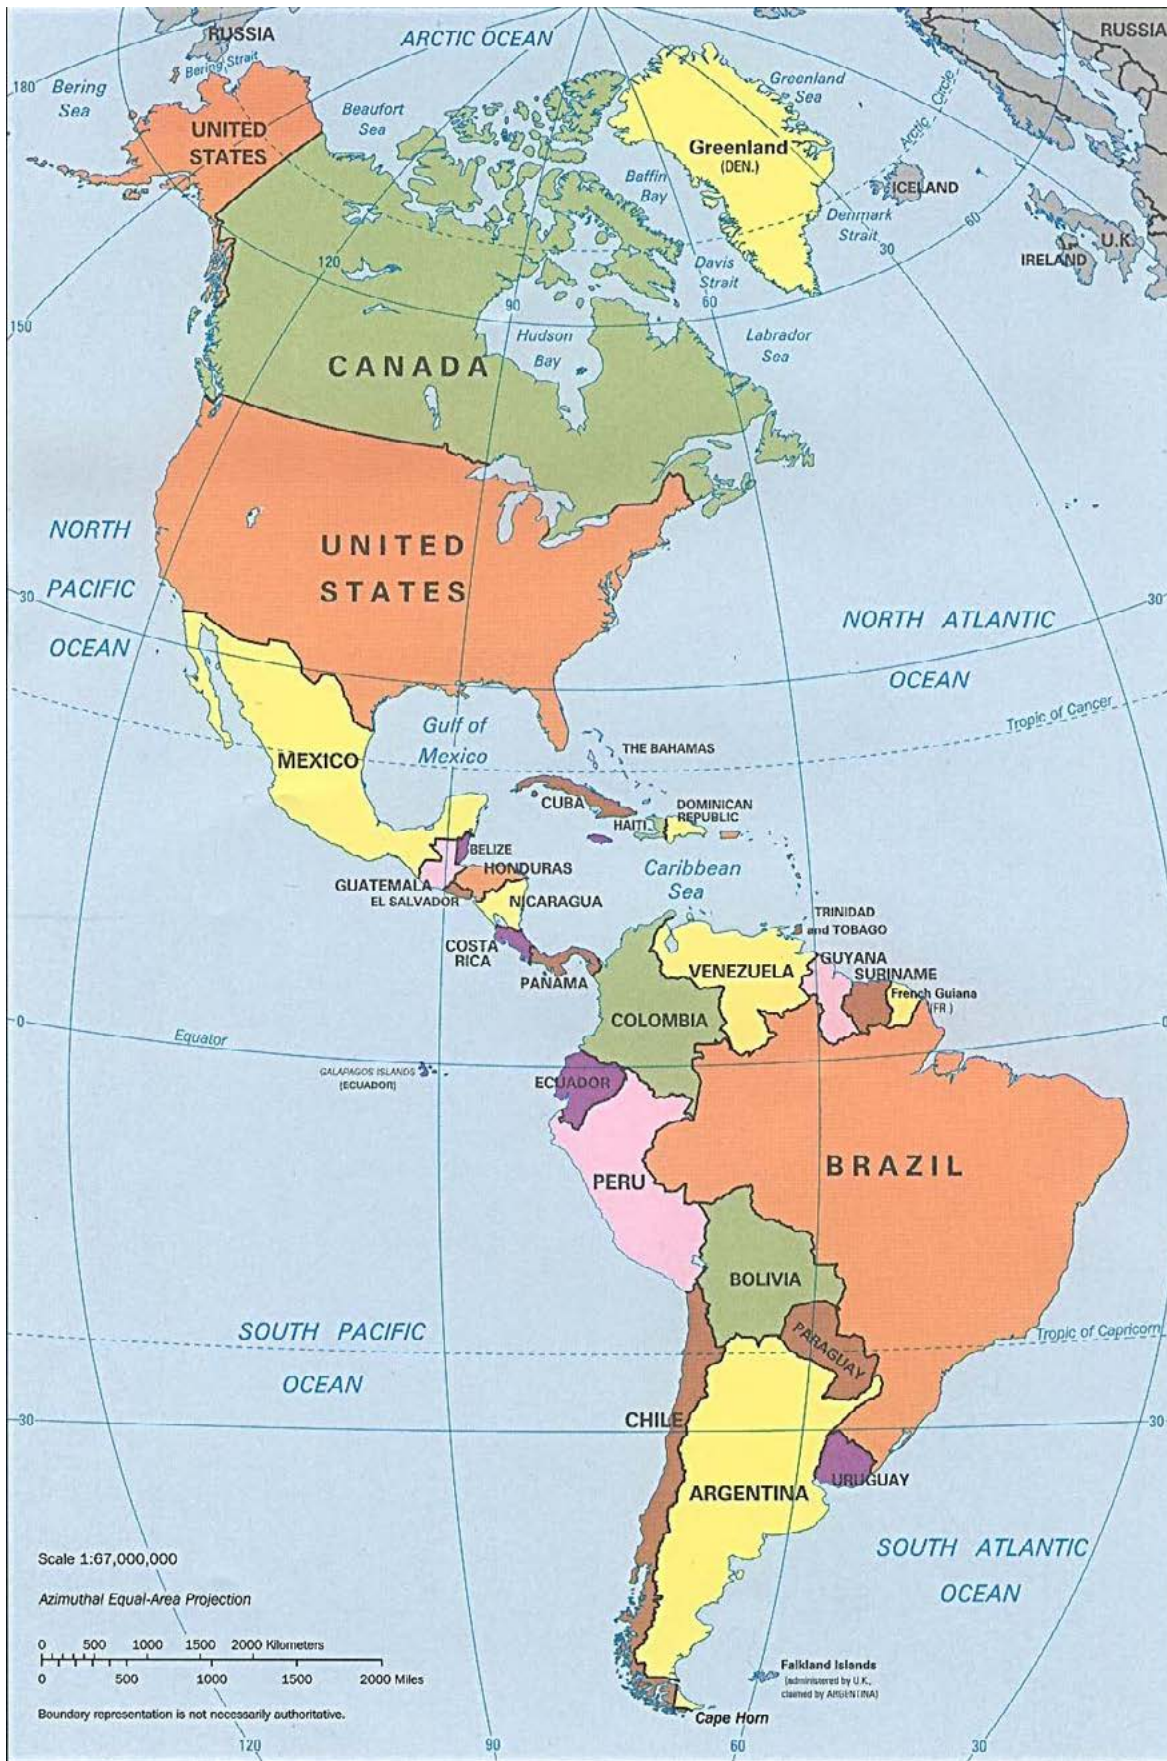 RUSSIA
ARCTIC OCEAN
RUSSIA
180
Bering
Sea
Bering Strait
Beaufort
Sea
Greenland
Sea
Arctic Circle
UNITED
STATES
Greenland
(DEN.)
Baffin
Bay
ICELAND
Denmark
Strait
60
U.K.
IRELAND
30
120
Davis
Strait
90
60
150
Hudson
Bay
Labrador
Sea
CANADA
NORTH
PACIFIC
OCEAN
UNITED
STATES
30
30
NORTH ATLANTIC
OCEAN
Tropic of Cancer
Gulf of
Mexico
MEXICO
THE BAHAMAS
CUBA
DOMINICAN
REPUBLIC
HAITI
BELIZE
HONDURAS
Caribbean
Sea
GUATEMALA
EL SALVADOR
NICARAGUA
TRINIDAD
and TOBAGO
COSTA
RICA
PANAMA
VENEZUELA
GUYANA
SURINAME
French Guiana
(FR.)
COLOMBIA
0
0
Equator
GALAPAGOS ISLANDS
(ECUADOR)
ECUADOR
BRAZIL
PERU
BOLIVIA
SOUTH PACIFIC
OCEAN
PARAGUAY
Tropic of Capricorn
30
CHILE
30
URUGUAY
ARGENTINA
SOUTH ATLANTIC
OCEAN
Scale 1:67,000,000
Azimuthal Equal-Area Projection
0 500 1000 1500 2000 Kilometers
0 500 1000 1500 2000 Miles
Boundary representation is not necessarily authoritative.
Falkland Islands
(administered by U.K.,
claimed by ARGENTINA)
Cape Horn
120
90
60
30